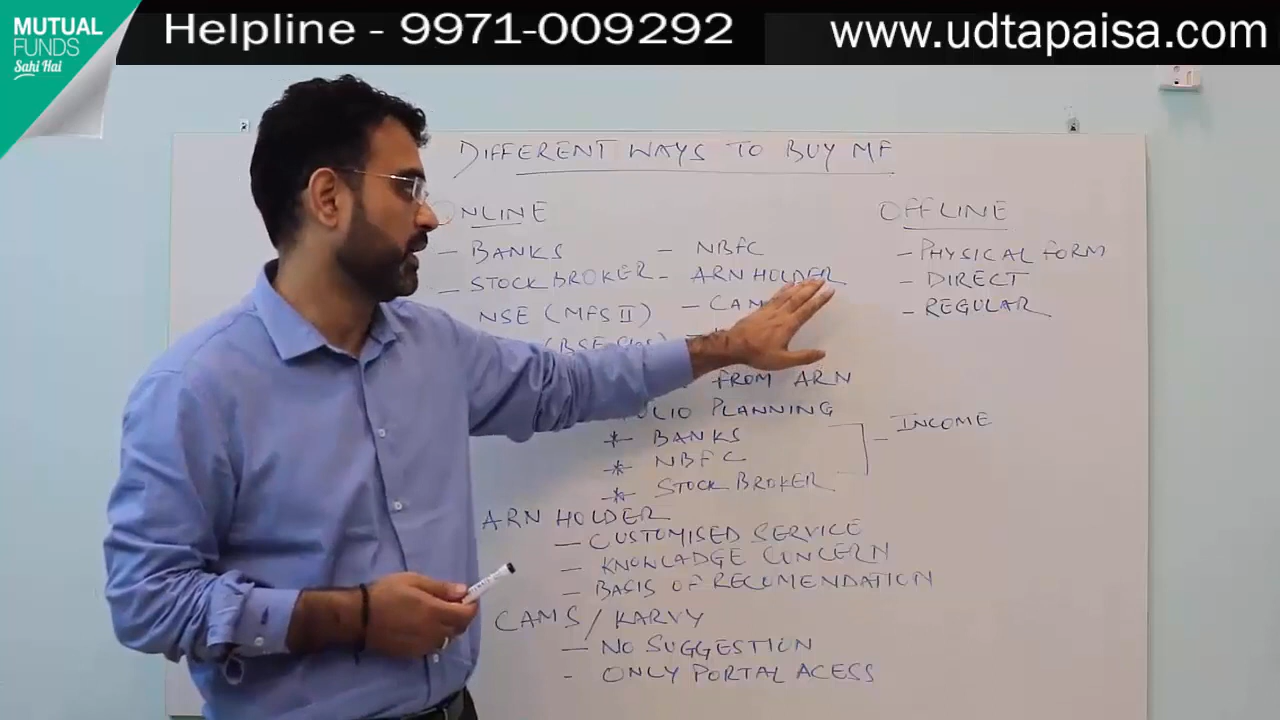 MUTUAL
FUNDS
Sahi Hai
Helpline - 9971-009292
www.udtapaisa.com
DIFFERENT WAYS TO BUY MF
ONLINE
- BANKS
- STOCK BROKER
NSE (MFS II)
(BSE
- NBFC
- ARN HOLDER
- CAM
FROM ARN
FOLIO PLANNING
* BANKS
* NBFC
* STOCK BROKER
- INCOME
OFFLINE
- PHYSICAL FORM
- DIRECT
- REGULAR
ARN HOLDER
- CUSTOMISED SERVICE
- KNOWLADGE CONCERN
- BASIS OF RECOMENDATION
CAMS / KARVY
- NO SUGGESTION
- ONLY PORTAL ACESS